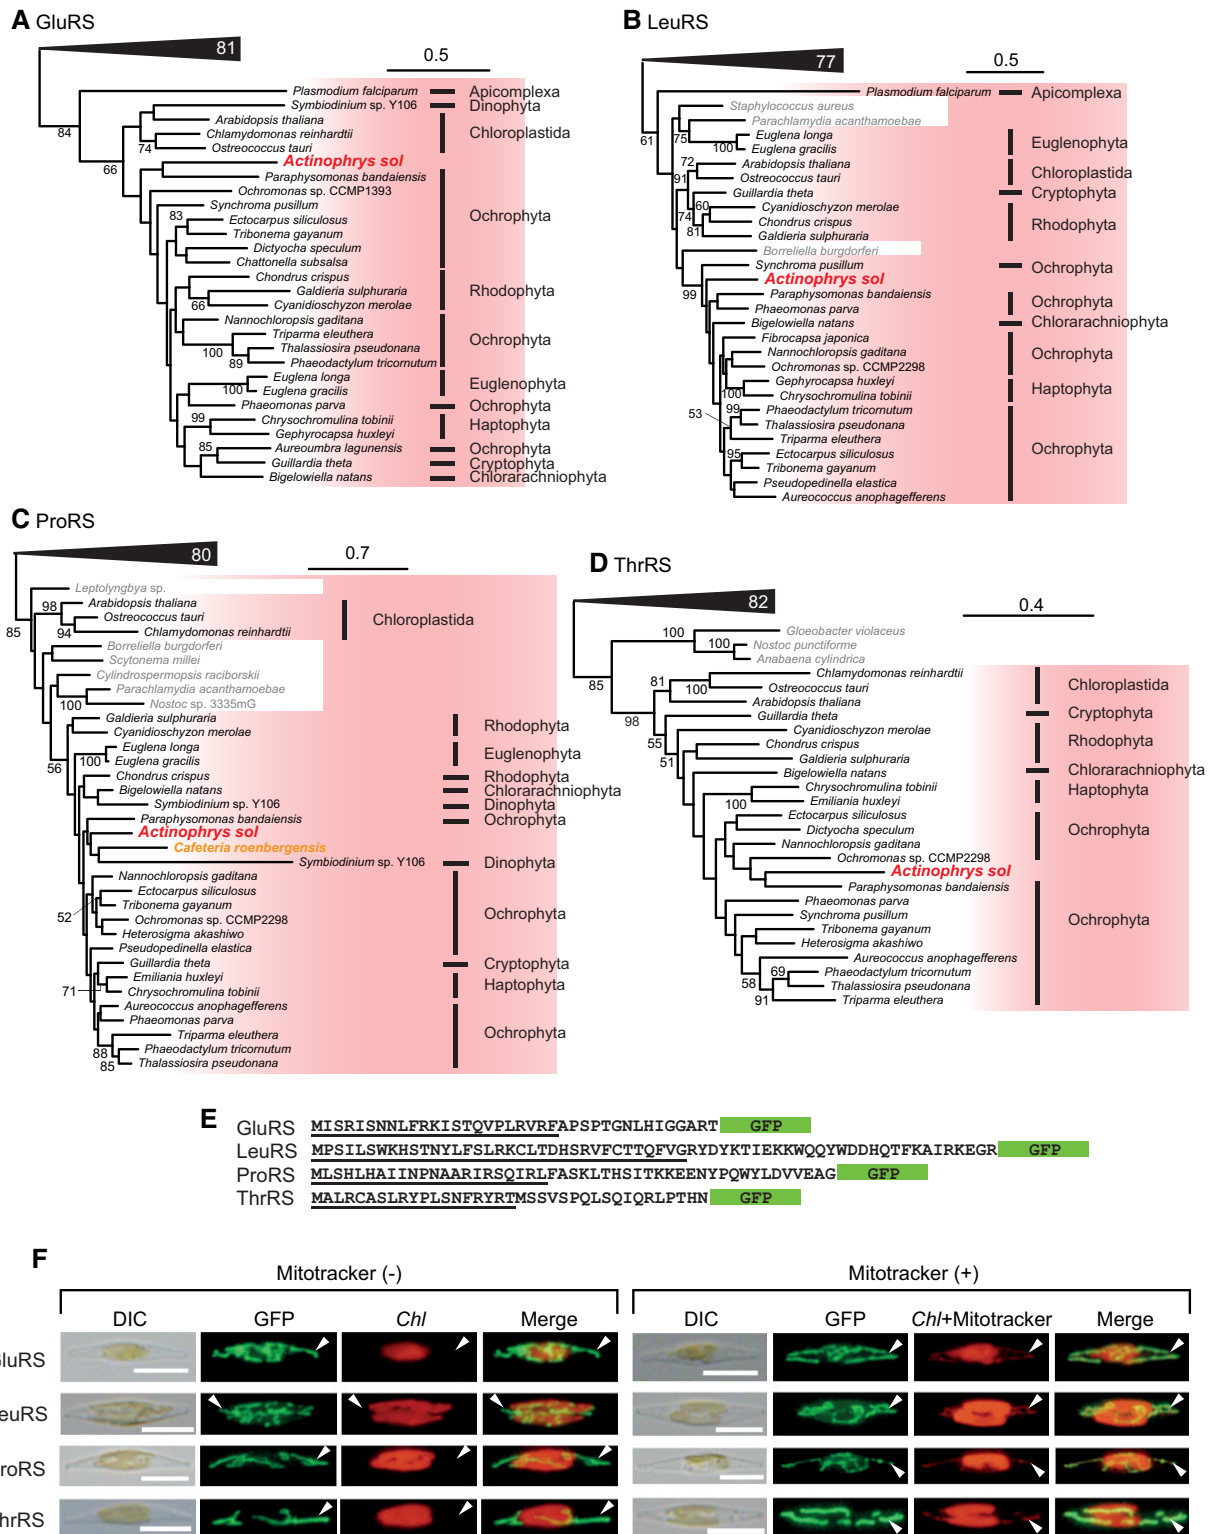 A GluRS
81
0.5
Plasmodium falciparum Apicomplexa
Symbiodinium sp. Y106 Dinophyta
Arabidopsis thaliana
Chlamydomonas reinhardtii Chloroplastida
84
74 Ostreococcus tauri
66 Actinophrys sol
Paraphysomonas bandaiensis
Ochromonas sp. CCMP1393
Synchroma pusillum
83 Ectocarpus siliculosus Ochrophyta
Tribonema gayanum
Dictyocha speculum
Chattonella subsalsa
Chondrus crispus
Galdieria sulphuraria Rhodophyta
66 Cyanidioschyzon merolae
Nannochloropsis gaditana
Triparma eleuthera Ochrophyta
100 Thalassiosira pseudonana
89 Phaeodactylum tricornutum
Euglena longa Euglenophyta
100 Euglena gracilis
Phaeomonas parva Ochrophyta
99 Chrysochromulina tobinii Haptophyta
Gephyrocapsa huxleyi
85 Aureoumbra lagunensis Ochrophyta
Guillardia theta Cryptophyta
Bigelowiella natans Chlorarachniophyta
B LeuRS
77
0.5
Plasmodium falciparum Apicomplexa
Staphylococcus aureus
Parachlamydia acanthamoebae
61 75 Euglena longa Euglenophyta
100 Euglena gracilis
72 Arabidopsis thaliana Chloroplastida
91 Ostreococcus tauri
Guillardia theta Cryptophyta
60 Cyanidioschyzon merolae
74 Chondrus crispus Rhodophyta
81 Galdieria sulphuraria
Borreliella burgdorferi
Synchroma pusillum Ochrophyta
Actinophrys sol
99 Paraphysomonas bandaiensis Ochrophyta
Phaeomonas parva
Bigelowiella natans Chlorarachniophyta
Fibrocapsa japonica
Nannochloropsis gaditana Ochrophyta
Ochromonas sp. CCMP2298
Gephyrocapsa huxleyi Haptophyta
100 Chrysochromulina tobinii
53 99 Phaeodactylum tricornutum
Thalassiosira pseudonana
Triparma eleuthera
95 Ectocarpus siliculosus Ochrophyta
Tribonema gayanum
Pseudopedinella elastica
Aureococcus anophagefferens
C ProRS
80
0.7
Leptolyngbya sp.
98 Arabidopsis thaliana
Ostreococcus tauri Chloroplastida
85 94 Chlamydomonas reinhardtii
Borreliella burgdorferi
Scytonema millei
Cylindrospermopsis raciborskii
Parachlamydia acanthamoebae
100 Nostoc sp. 3335mG
Galdieria sulphuraria Rhodophyta
Cyanidioschyzon merolae
Euglena longa Euglenophyta
56 100 Euglena gracilis
Chondrus crispus Rhodophyta
Bigelowiella natans Chlorarachniophyta
Symbiodinium sp. Y106 Dinophyta
Paraphysomonas bandaiensis Ochrophyta
Actinophrys sol
Cafeteria roenbergensis
Symbiodinium sp. Y106 Dinophyta
Nannochloropsis gaditana
Ectocarpus siliculosus
Tribonema gayanum
52 Ochromonas sp. CCMP2298 Ochrophyta
Heterosigma akashiwo
Pseudopedinella elastica
Guillardia theta Cryptophyta
Emiliania huxleyi Haptophyta
71 Chrysochromulina tobinii
Aureococcus anophagefferens
Phaeomonas parva
Triparma eleuthera Ochrophyta
88 Phaeodactylum tricornutum
85 Thalassiosira pseudonana
D ThrRS
82
0.4
100 Gloeobacter violaceus
100 Nostoc punctiforme
Anabaena cylindrica
85 Chlamydomonas reinhardtii
81 100 Ostreococcus tauri Chloroplastida
Arabidopsis thaliana
98 Guillardia theta Cryptophyta
Cyanidioschyzon merolae
55 Chondrus crispus Rhodophyta
51 Galdieria sulphuraria
Bigelowiella natans Chlorarachniophyta
Chrysochromulina tobinii Haptophyta
100 Emiliania huxleyi
Ectocarpus siliculosus
Dictyocha speculum Ochrophyta
Nannochloropsis gaditana
Ochromonas sp. CCMP2298
Actinophrys sol
Paraphysomonas bandaiensis
Phaeomonas parva
Synchroma pusillum Ochrophyta
Tribonema gayanum
Heterosigma akashiwo
Aureococcus anophagefferens
69 Phaeodactylum tricornutum
58 Thalassiosira pseudonana
91 Triparma eleuthera
E
GluRS MISRISNNLFRKISTQVPLRVRFAPSPTGNLHIGGART GFP
LeuRS MPSILSWKHSTNYLFSLRKCLTDHSRVFCTTQFVGRYDYKTIEKKWQQYWDDHQTFKAIRKEGR GFP
ProRS MLSHLHAIINPNAARIRSQIRLFASKLTHSITKKEENYPQWYLDVVEAG GFP
ThrRS MALRCASLRYPLSNFRYRTMSSVSPQLSQIQRLPTHN GFP
F
Mitotracker (-) Mitotracker (+)
DIC GFP Chl Merge DIC GFP Chl+Mitotracker Merge
GluRS
euRS
roRS
hrRS